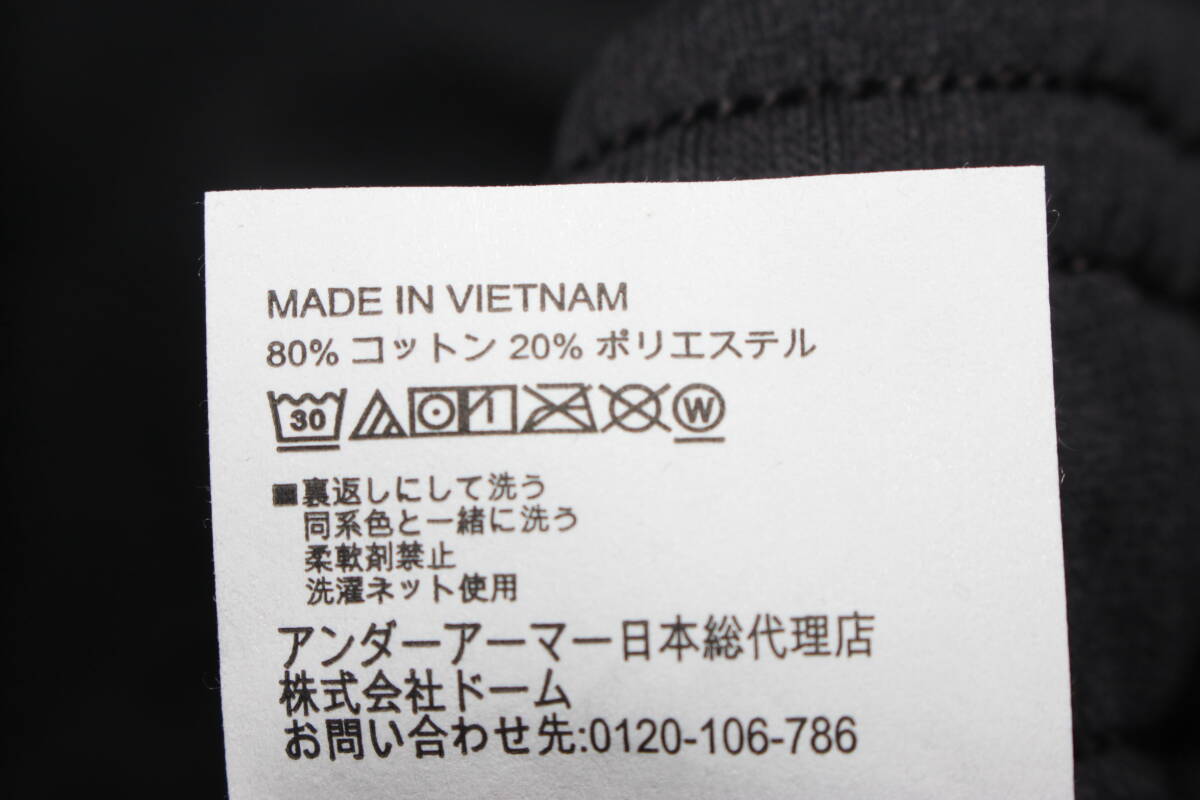 MADE IN VIETNAM
80% コットン 20% ポリエステル
30 W
■裏返しにして洗う
同系色と一緒に洗う
柔軟剤禁止
洗濯ネット使用
アンダーアーマー日本総代理店
株式会社ドーム
お問い合わせ先:0120-106-786